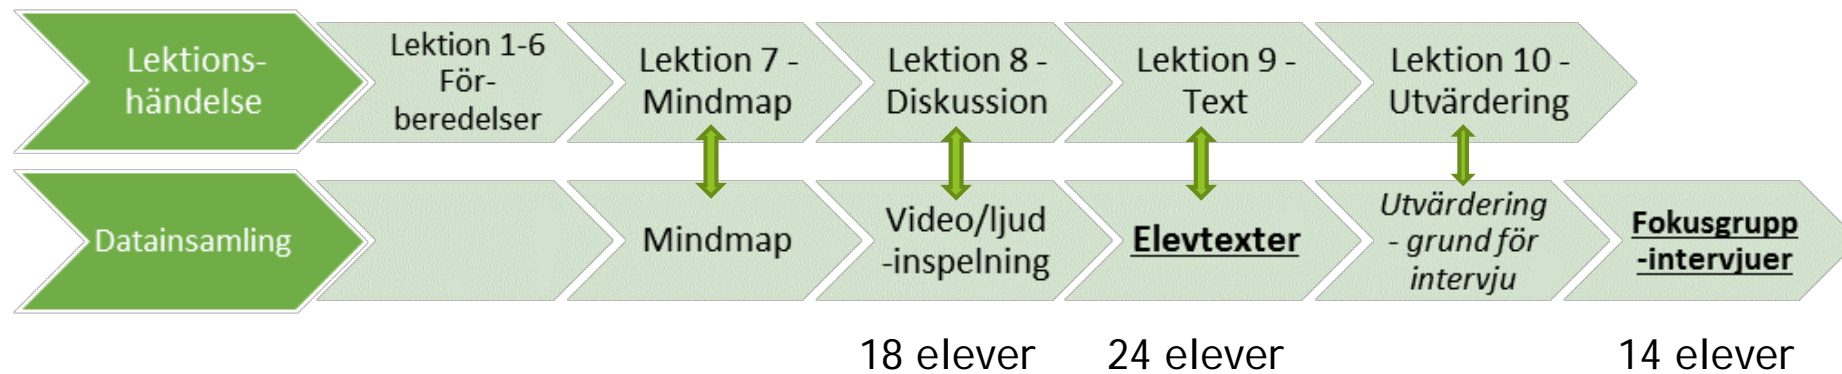 Lektions-
händelse
Lektion 1-6
För-
beredelser
Lektion 7 -
Mindmap
Lektion 8 -
Diskussion
Lektion 9 -
Text
Lektion 10 -
Utvärdering
Datainsamling
Mindmap
Video/ljud
-inspelning
Elevtexter
Utvärdering
- grund för
intervju
Fokusgrupp
-intervjuer
18 elever
24 elever
14 elever